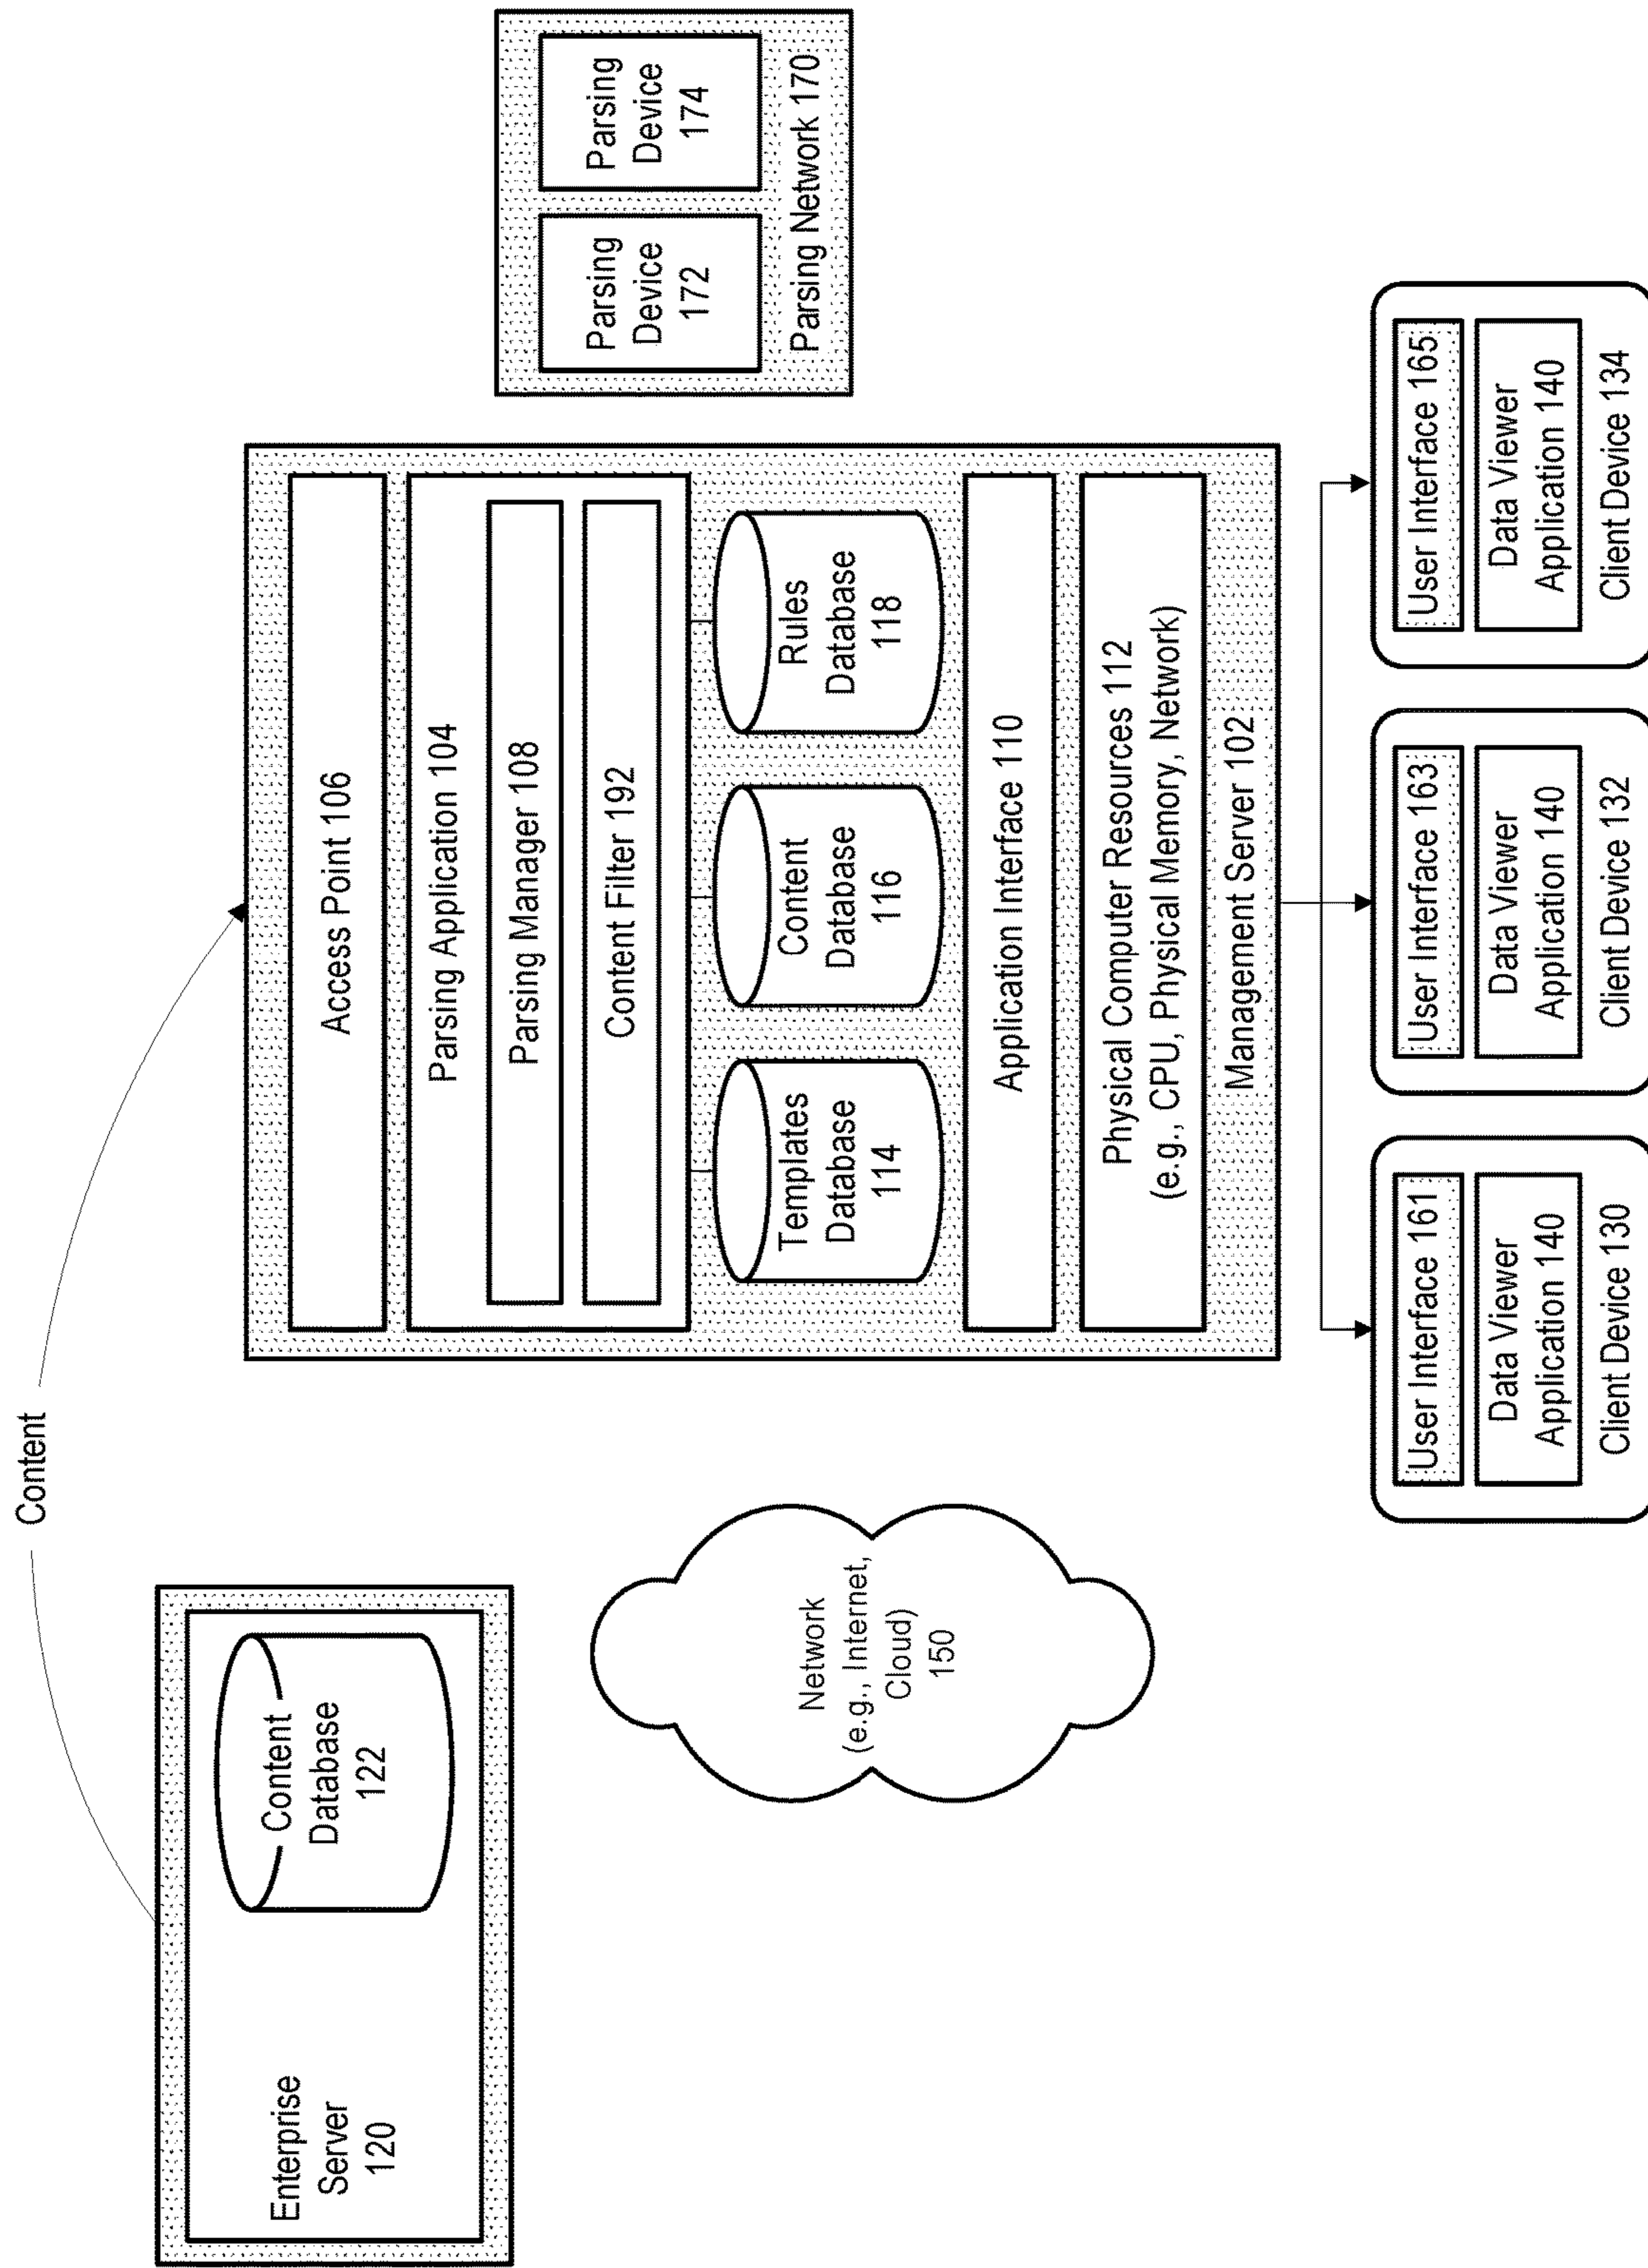 Content
Enterprise
Server
120
Content
Database
122
Network
(e.g., Internet,
Cloud)
150
Access Point 106
Parsing Application 104
Parsing Manager 108
Content Filter 192
Templates
Database
114
Content
Database
116
Rules
Database
118
Application Interface 110
Physical Computer Resources 112
(e.g., CPU, Physical Memory, Network)
Management Server 102
Parsing
Device
172
Parsing
Device
174
Parsing Network 170
User Interface 161
Data Viewer
Application 140
Client Device 130
User Interface 163
Data Viewer
Application 140
Client Device 132
User Interface 165
Data Viewer
Application 140
Client Device 134